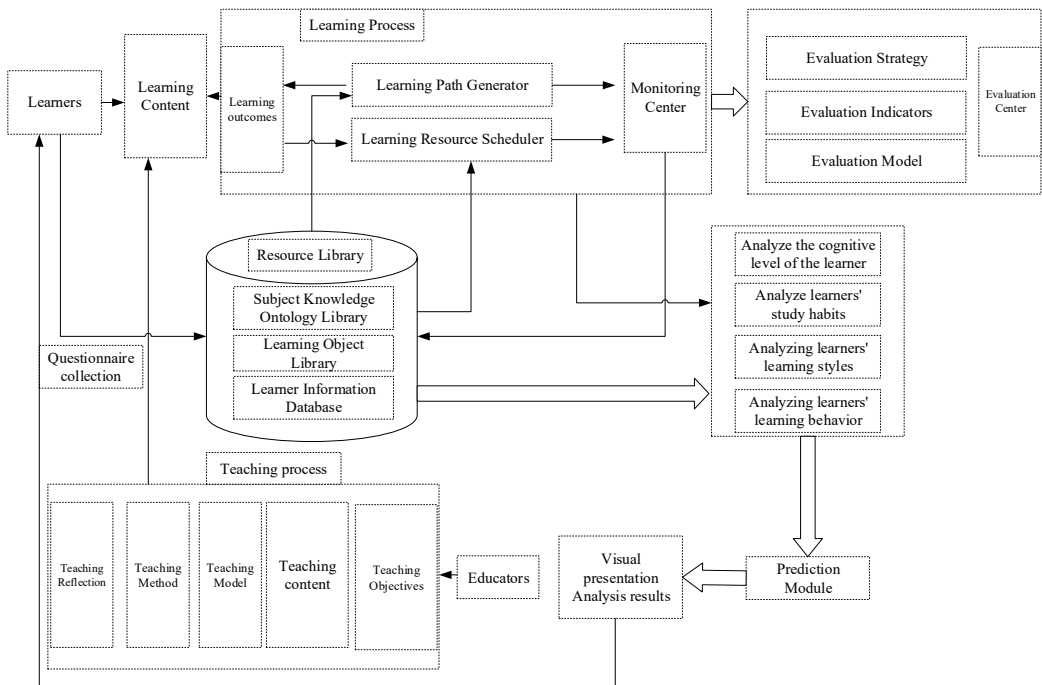 Learning Process
Learners
Learning
Content
Learning
outcomes
Learning Path Generator
Learning Resource Scheduler
Monitoring
Center
Evaluation Strategy
Evaluation Indicators
Evaluation Model
Evaluation
Center
Resource Library
Subject Knowledge
Ontology Library
Learning Object
Library
Learner Information
Database
Analyze the cognitive
level of the learner
Analyze learners'
study habits
Analyzing learners'
learning styles
Analyzing learners'
learning behavior
Questionnaire
collection
Teaching process
Teaching
Reflection
Teaching
Method
Teaching
Model
Teaching
content
Teaching
Objectives
Educators
Visual
presentation
Analysis results
Prediction
Module